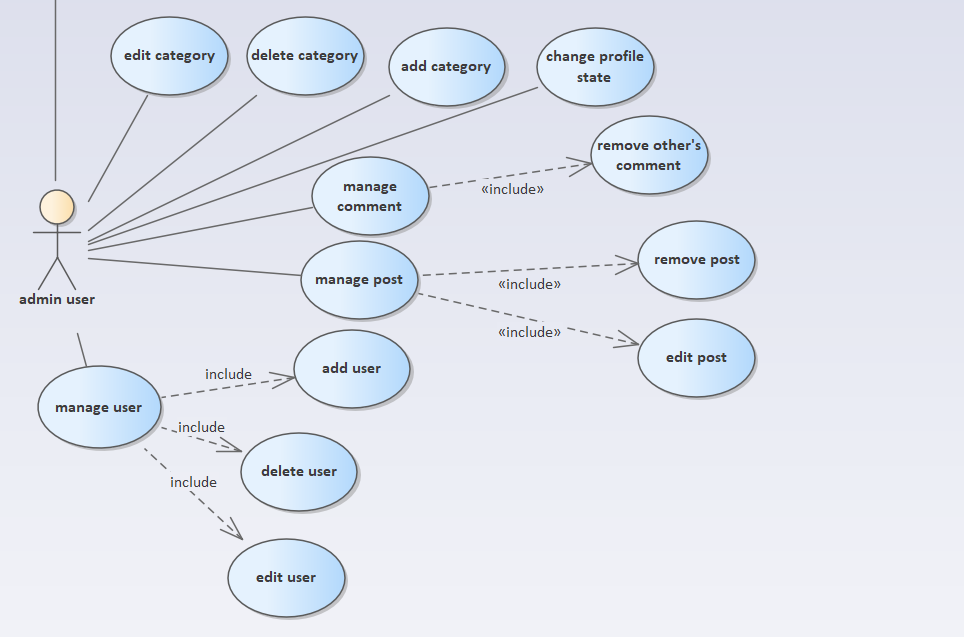 edit category
delete category
add category
change profile
state
remove other's
comment
manage
comment
«include»
admin user
manage post
«include»
remove post
«include»
edit post
manage user
include
add user
include
delete user
include
edit user